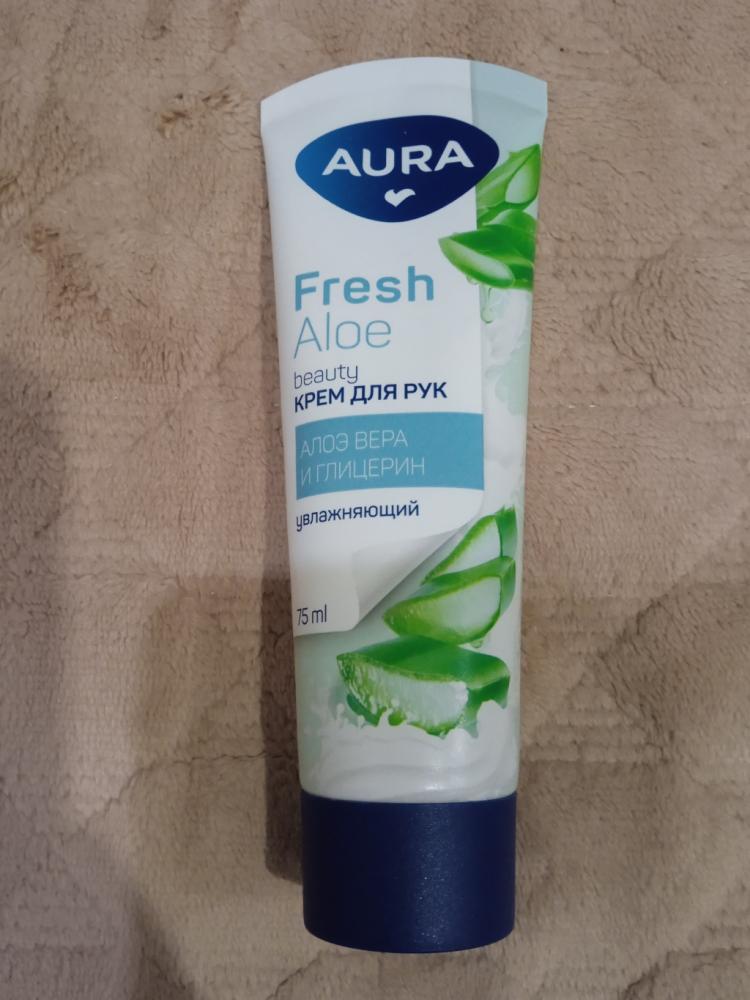 AURA
Fresh
Aloe
beauty
КРЕМ ДЛЯ РУК
АЛОЭ ВЕРА
И ГЛИЦЕРИН
увлажняющий
75 ml